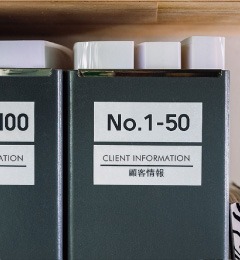 100
ATION
No.1-50
CLIENT INFORMATION
顧客情報